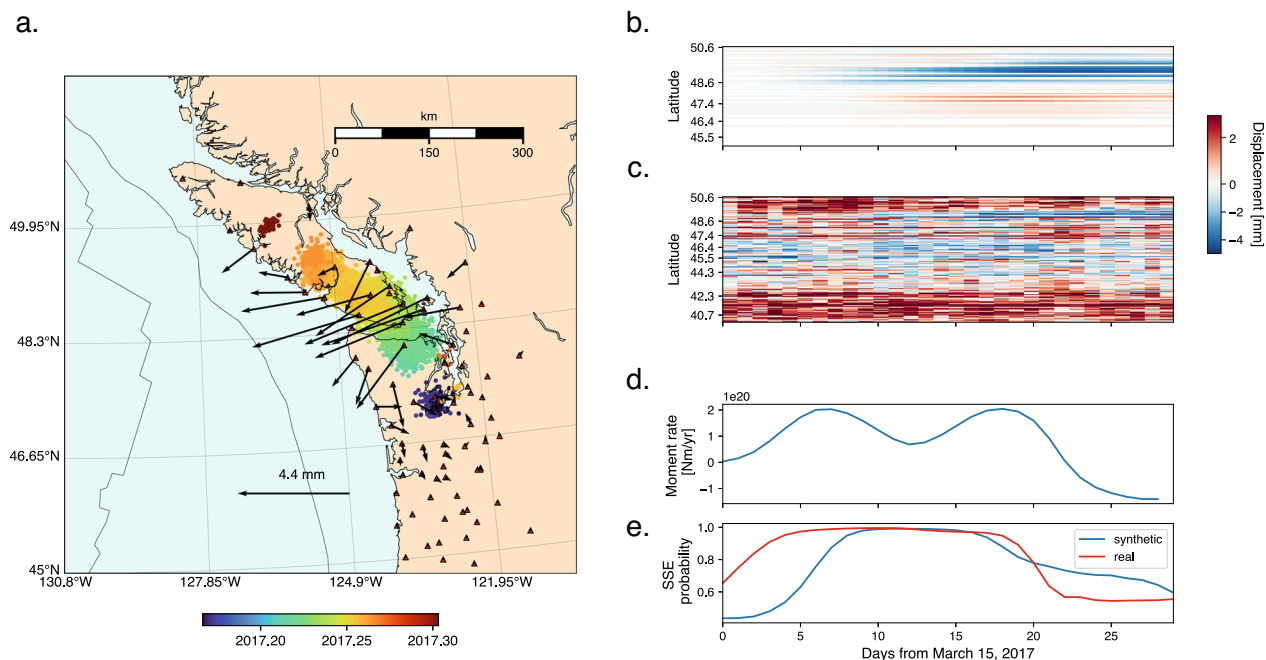 a.
km
0 150 300
49.95°N
48.3°N
46.65°N
45°N
4.4 mm
130.8°W 127.85°W 124.9°W 121.95°W
2017.20 2017.25 2017.30
b.
Latitude
50.6
48.6
47.4
46.4
45.5
c.
Latitude
50.6
48.6
47.4
46.4
45.5
44.3
42.3
40.7
Displacement [mm]
2
0
−2
−4
d.
1e20
Moment rate
[Nm/yr]
2
1
0
−1
e.
SSE
probability
1.0
0.8
0.6
synthetic
real
0 5 10 15 20 25
Days from March 15, 2017